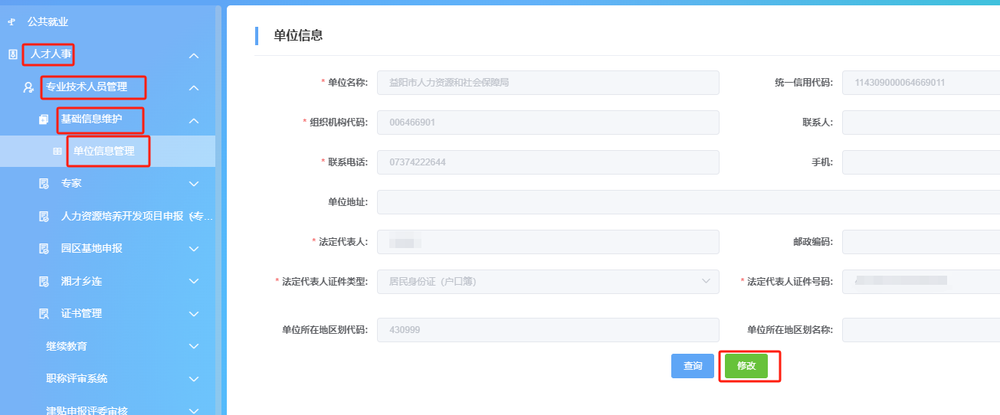 公共就业
人才人事
专业技术人员管理
基础信息维护
单位信息管理
专家
人力资源培养开发项目申报（专...
园区基地申报
湘才乡连
证书管理
继续教育
职称评审系统
津贴申报评委审核
单位信息
* 单位名称: 益阳市人力资源和社会保障局 统一信用代码: 114309000064669011
* 组织机构代码: 006466901 联系人:
* 联系电话: 07374222644 手机:
单位地址:
* 法定代表人: 邮政编码:
* 法定代表人证件类型: 居民身份证（户口簿） * 法定代表人证件号码:
单位所在地区划代码: 430999 单位所在地区划名称:
查询 修改